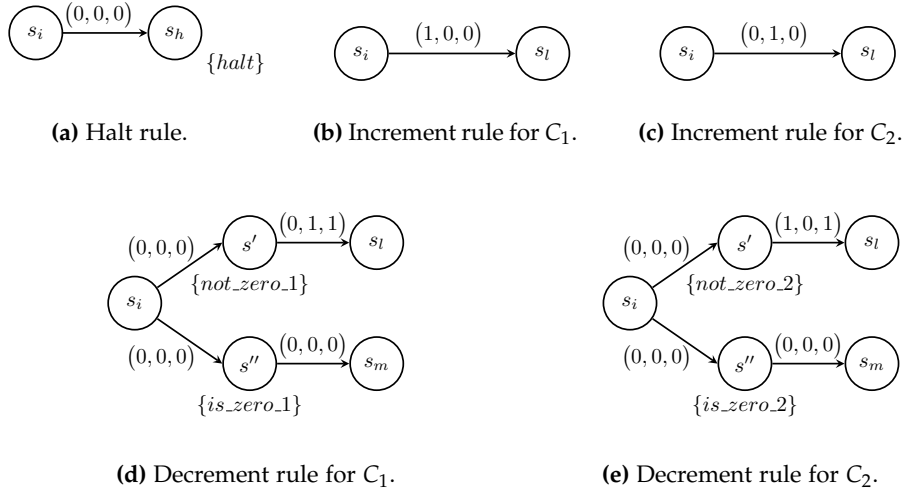 (0, 0, 0)
s_i s_h
{halt}
(a) Halt rule.
(1, 0, 0)
s_i s_l
(b) Increment rule for C_1.
(0, 1, 0)
s_i s_l
(c) Increment rule for C_2.
(0, 0, 0) s′ (0, 1, 1) s_l
{not_zero_1}
s_i
(0, 0, 0) s″ (0, 0, 0) s_m
{is_zero_1}
(d) Decrement rule for C_1.
(0, 0, 0) s′ (1, 0, 1) s_l
{not_zero_2}
s_i
(0, 0, 0) s″ (0, 0, 0) s_m
{is_zero_2}
(e) Decrement rule for C_2.